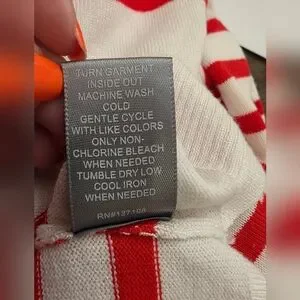 TURN GARMENT
INSIDE OUT
MACHINE WASH
COLD
GENTLE CYCLE
WITH LIKE COLORS
ONLY NON-
CHLORINE BLEACH
WHEN NEEDED
TUMBLE DRY LOW
COOL IRON
WHEN NEEDED